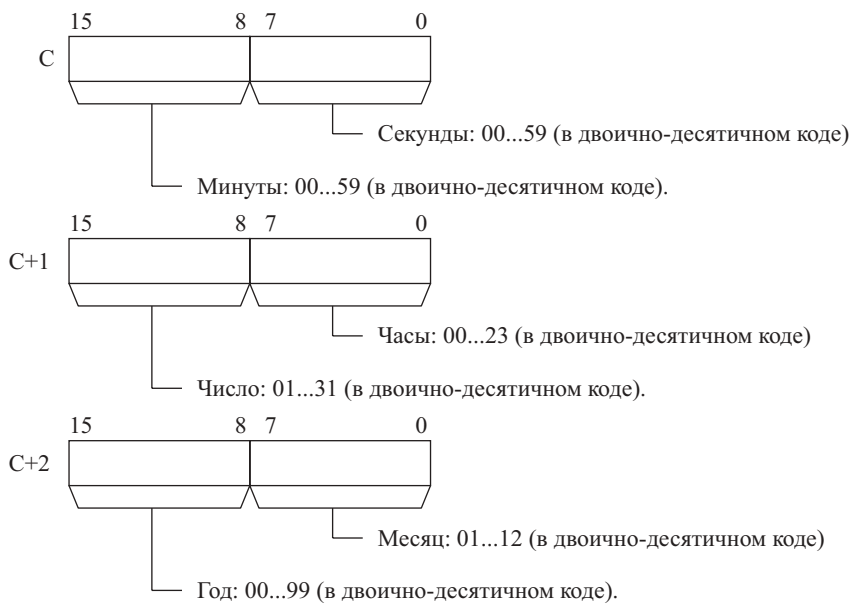 15 8 7 0
C
Секунды: 00...59 (в двоично-десятичном коде)
Минуты: 00...59 (в двоично-десятичном коде).
15 8 7 0
C+1
Часы: 00...23 (в двоично-десятичном коде)
Число: 01...31 (в двоично-десятичном коде).
15 8 7 0
C+2
Месяц: 01...12 (в двоично-десятичном коде)
Год: 00...99 (в двоично-десятичном коде).